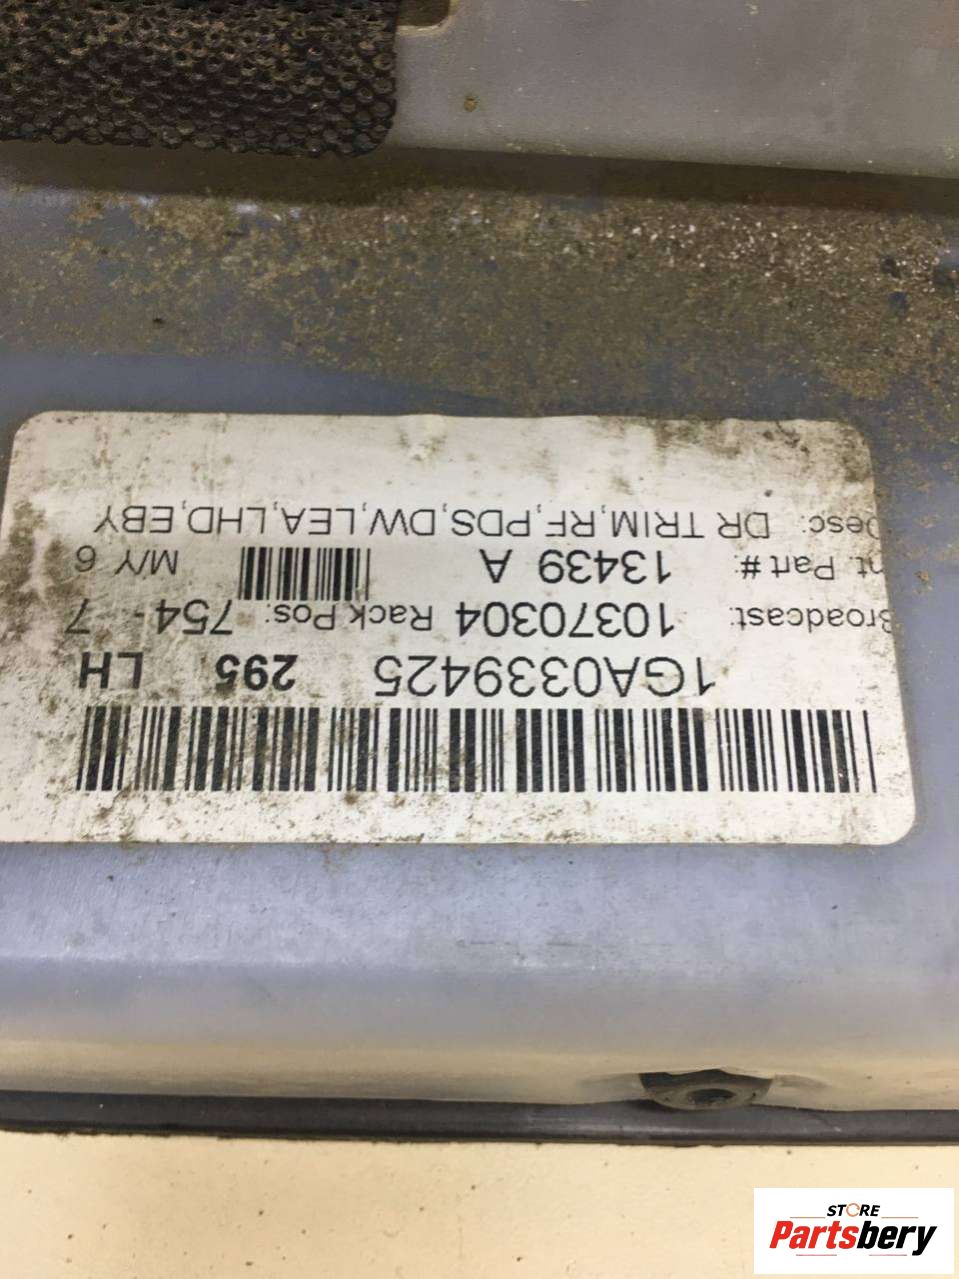 1GA0339425 295 LH
Broadcast: 10370304 Rack Pos: 754-7
nt. Part #: 13439 A M/Y 6
Desc: DR TRIM,RF,PDS,DW,LEA,LHD,EBY
STORE
Partsbery